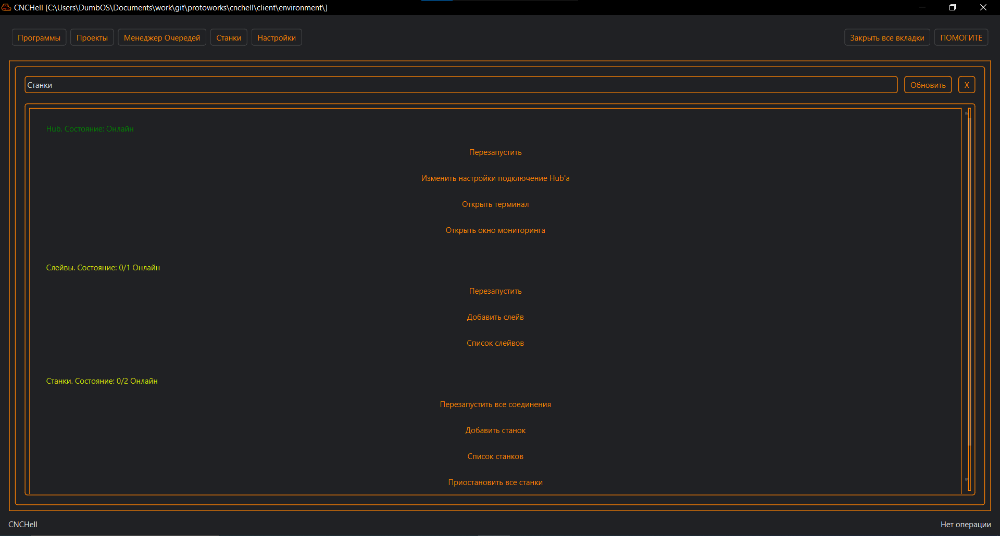 CNCHell [C:\Users\DumbOS\Documents\work\git\protoworks\cnchell\client\environment\]
Программы Проекты Менеджер Очередей Станки Настройки Закрыть все вкладки ПОМОГИТЕ
Станки Обновить X
Hub. Состояние: Онлайн
Перезапустить
Изменить настройки подключение Hub'а
Открыть терминал
Открыть окно мониторинга
Слейвы. Состояние: 0/1 Онлайн
Перезапустить
Добавить слейв
Список слейвов
Станки. Состояние: 0/2 Онлайн
Перезапустить все соединения
Добавить станок
Список станков
Приостановить все станки
CNCHell Нет операции